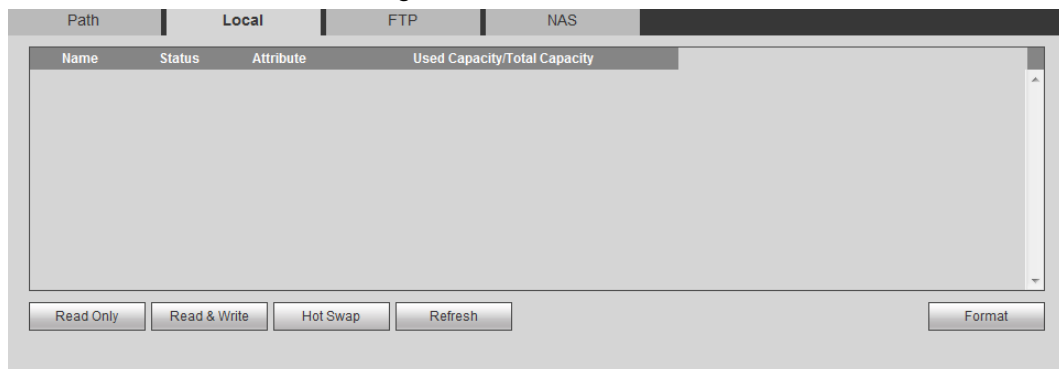 Path Local FTP NAS
Name Status Attribute Used Capacity/Total Capacity
Read Only Read & Write Hot Swap Refresh Format